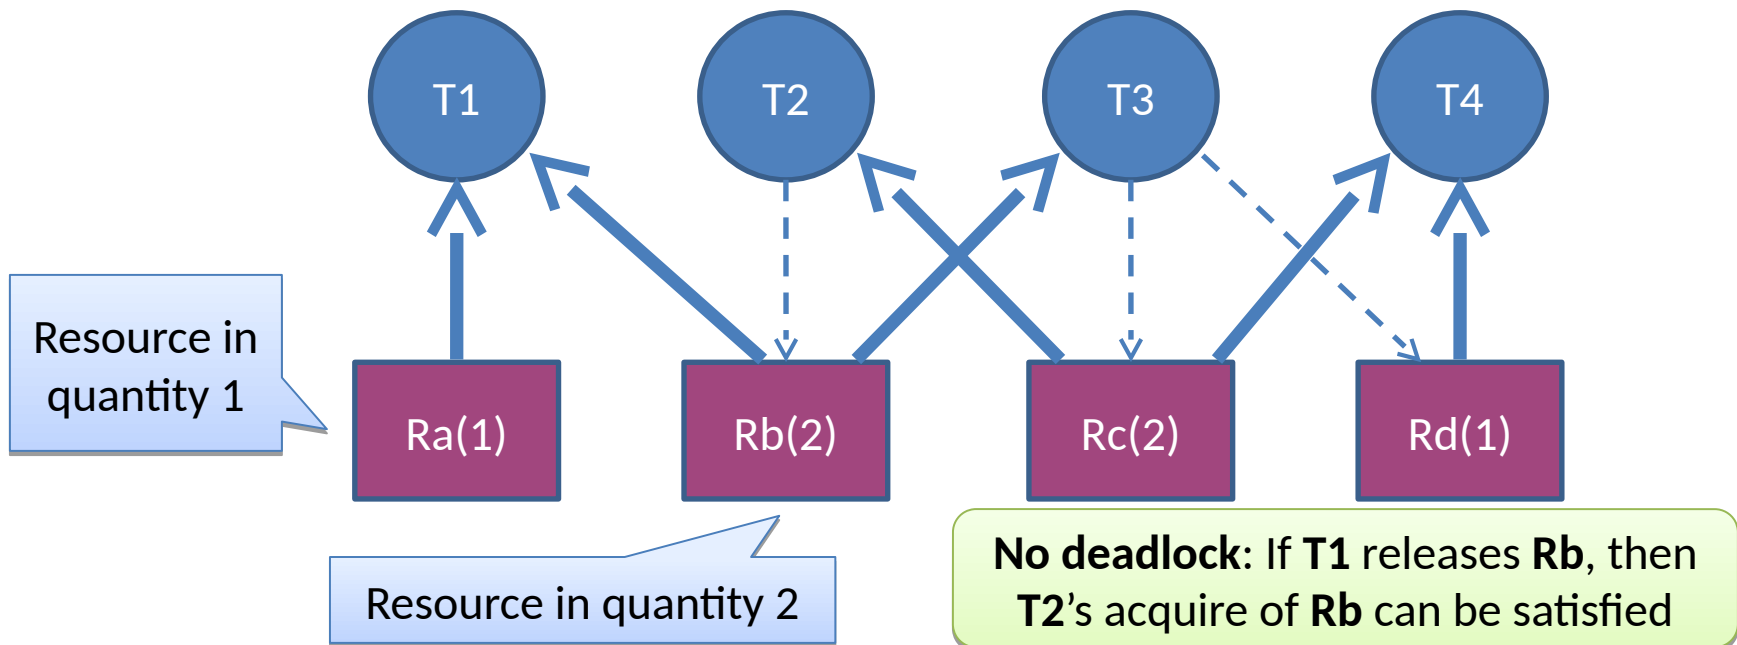 T1
T2
T3
T4
Resource in
quantity 1
Ra(1)
Rb(2)
Rc(2)
Rd(1)
Resource in quantity 2
No deadlock: If T1 releases Rb, then
T2’s acquire of Rb can be satisfied